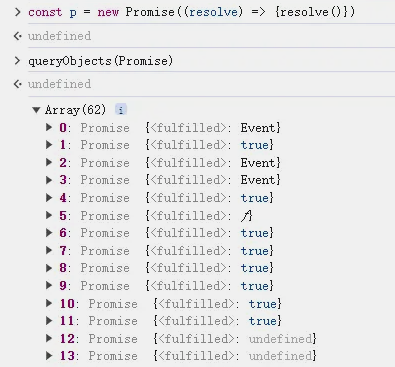 > const p = new Promise((resolve) => {resolve()})
< undefined
> queryObjects(Promise)
< undefined
▼ Array(62) i
▶ 0: Promise {<fulfilled>: Event}
▶ 1: Promise {<fulfilled>: true}
▶ 2: Promise {<fulfilled>: Event}
▶ 3: Promise {<fulfilled>: Event}
▶ 4: Promise {<fulfilled>: true}
▶ 5: Promise {<fulfilled>: ƒ}
▶ 6: Promise {<fulfilled>: true}
▶ 7: Promise {<fulfilled>: true}
▶ 8: Promise {<fulfilled>: true}
▶ 9: Promise {<fulfilled>: true}
▶ 10: Promise {<fulfilled>: true}
▶ 11: Promise {<fulfilled>: true}
▶ 12: Promise {<fulfilled>: undefined}
▶ 13: Promise {<fulfilled>: undefined}